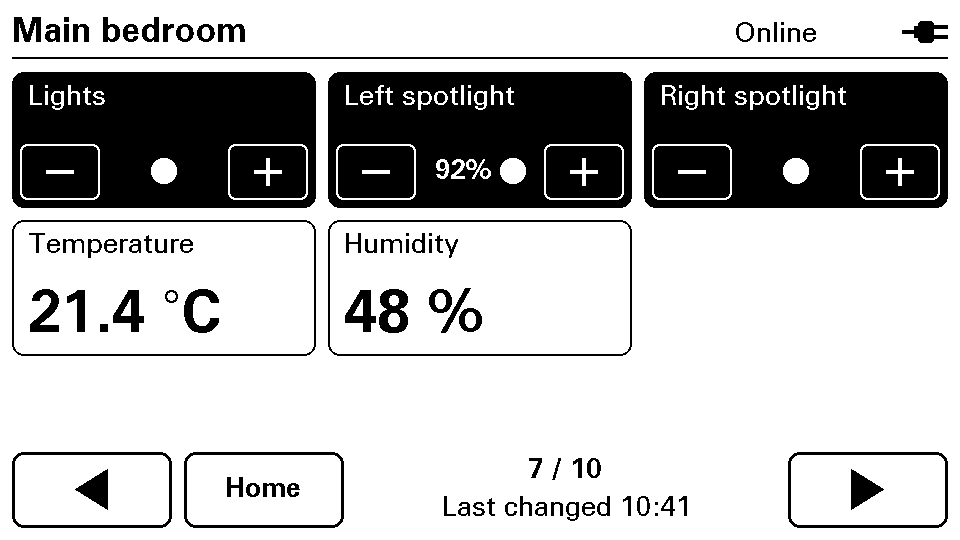 Main bedroom
Online
Lights
Left spotlight
Right spotlight
− +
− 92% +
− +
Temperature
Humidity
21.4 °C
48 %
Home
7 / 10
Last changed 10:41